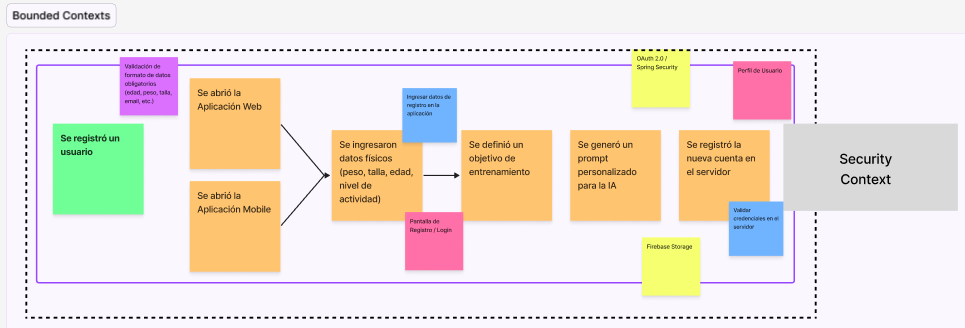 Bounded Contexts
Validación de
formato de datos
obligatorios
(edad, peso, talla,
email, etc.)
OAuth 2.0 /
Spring Security
Perfil de Usuario
Se registró un
usuario
Se abrió la
Aplicación Web
Ingresar datos de
registro en la
aplicación
Se ingresaron
datos físicos
(peso, talla, edad,
nivel de
actividad)
Se definió un
objetivo de
entrenamiento
Se generó un
prompt
personalizado
para la IA
Se registró la
nueva cuenta en
el servidor
Security
Context
Se abrió la
Aplicación Mobile
Pantalla de
Registro / Login
Validar
credenciales en el
servidor
Firebase Storage